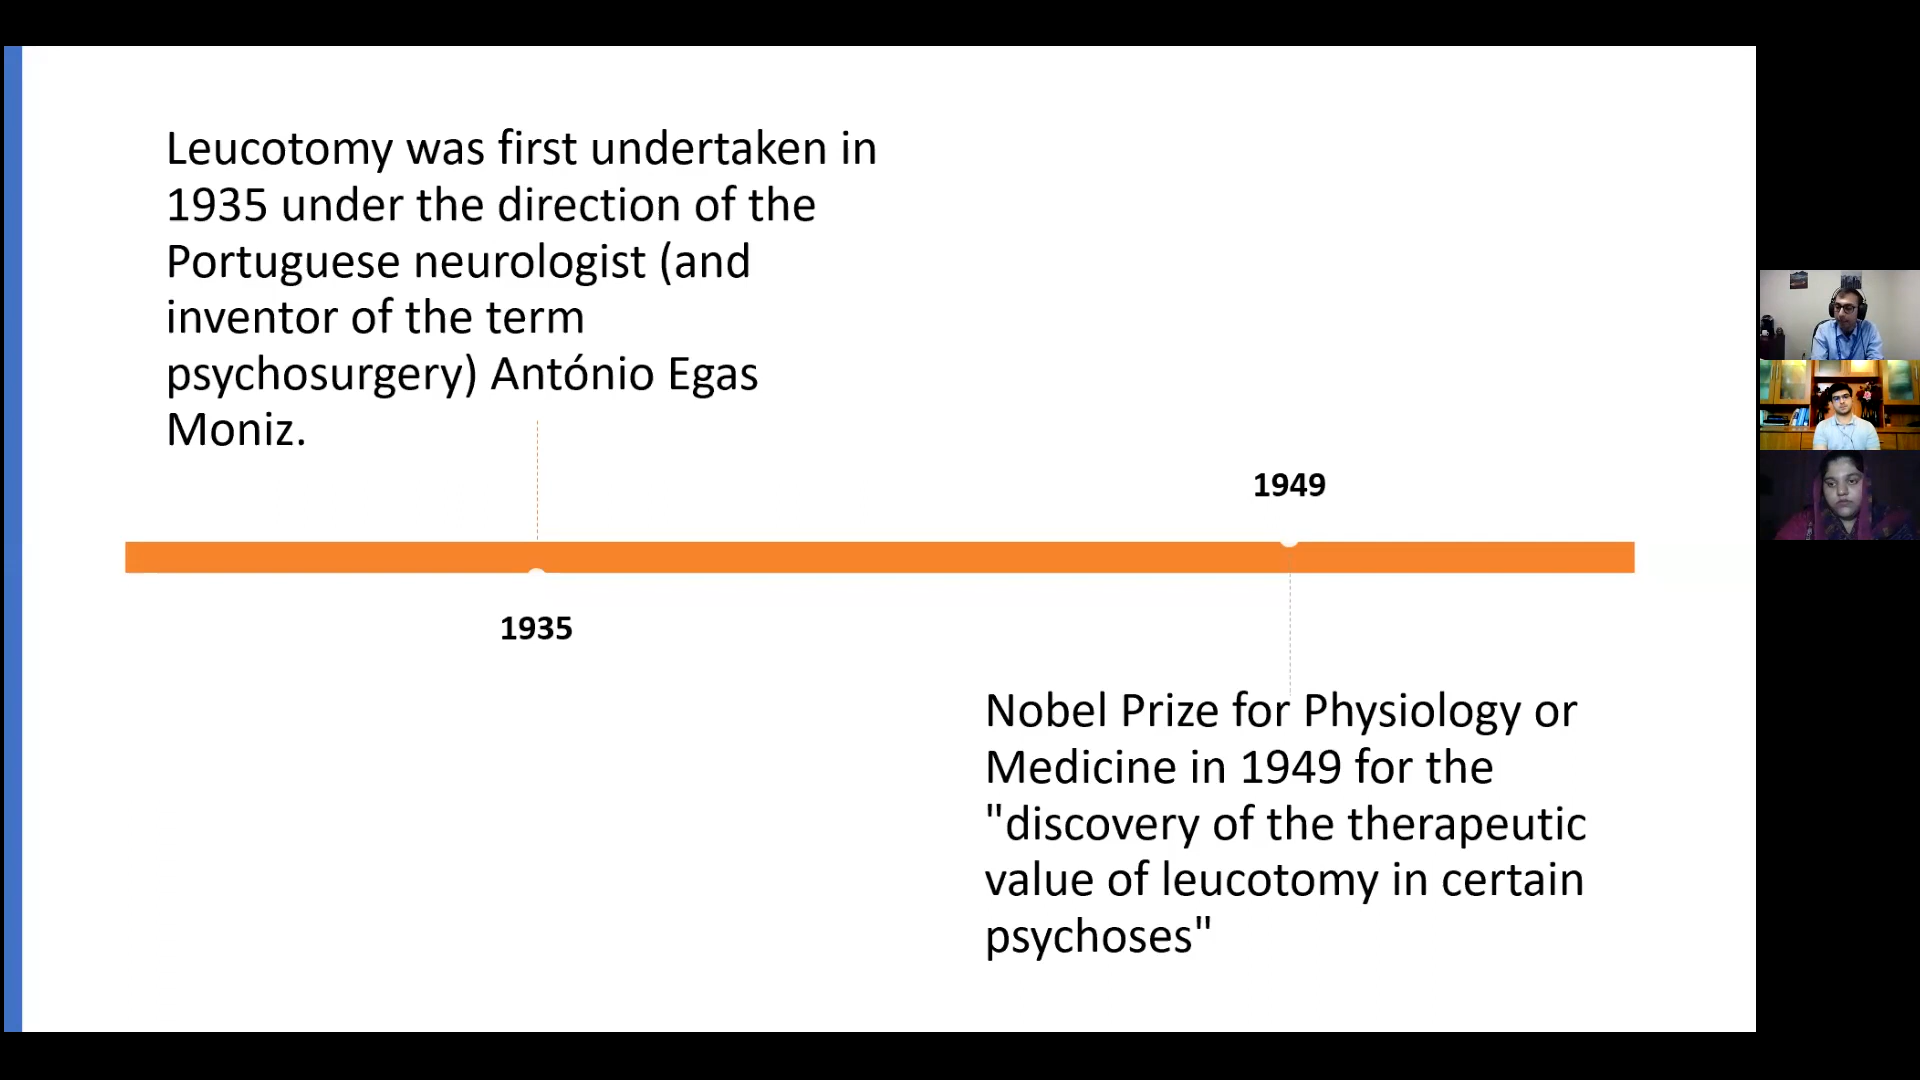 Leucotomy was first undertaken in
1935 under the direction of the
Portuguese neurologist (and
inventor of the term
psychosurgery) António Egas
Moniz.
1935
1949
Nobel Prize for Physiology or
Medicine in 1949 for the
"discovery of the therapeutic
value of leucotomy in certain
psychoses"